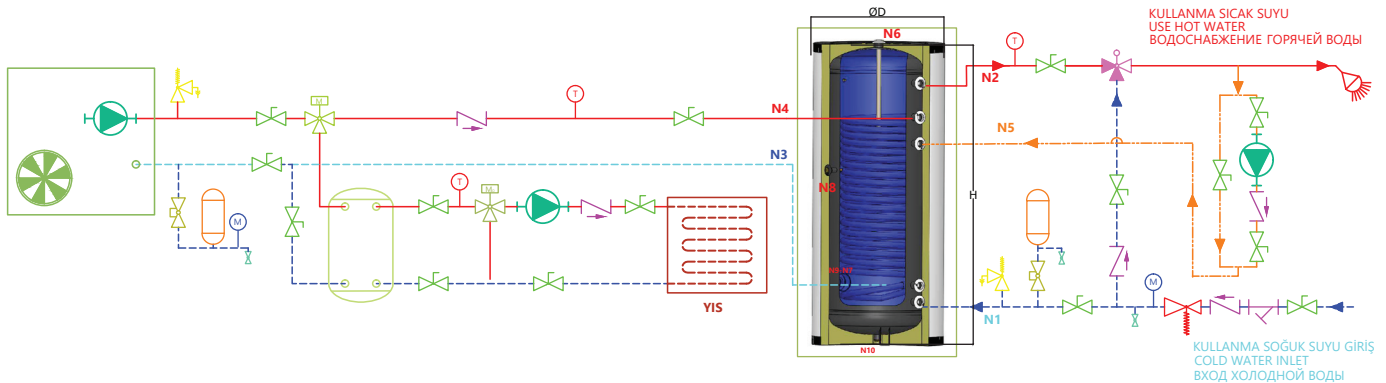 ØD
KULLANMA SICAK SUYU
USE HOT WATER
ВОДОСНАБЖЕНИЕ ГОРЯЧЕЙ ВОДЫ
N6
T
N2
M
T
N4
N5
N3
N8
H
T
M
M
M
N7
N1
YIS
N10
KULLANMA SOĞUK SUYU GİRİŞ
COLD WATER INLET
ВХОД ХОЛОДНОЙ ВОДЫ